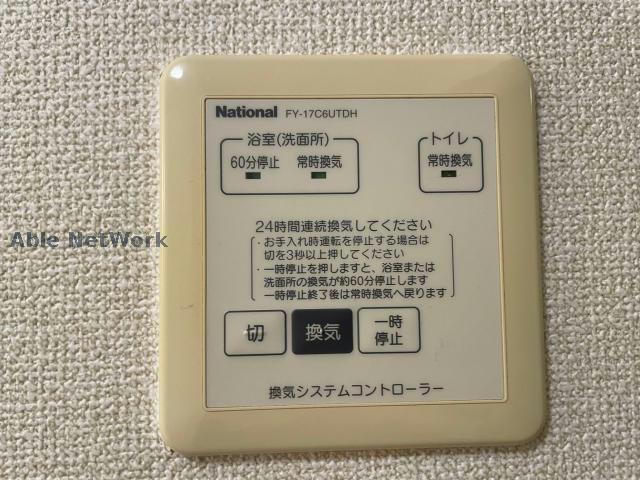 National FY-17C6UTDH
浴室(洗面所)
トイレ
60分停止 常時換気
常時換気
24時間連続換気してください
・お手入れ時運転を停止する場合は
切を3秒以上押してください
・一時停止を押しますと、浴室または
洗面所の換気が約60分停止します
一時停止終了後は常時換気へ戻ります
切
換気
一時
停止
換気システムコントローラー
Able NetWork